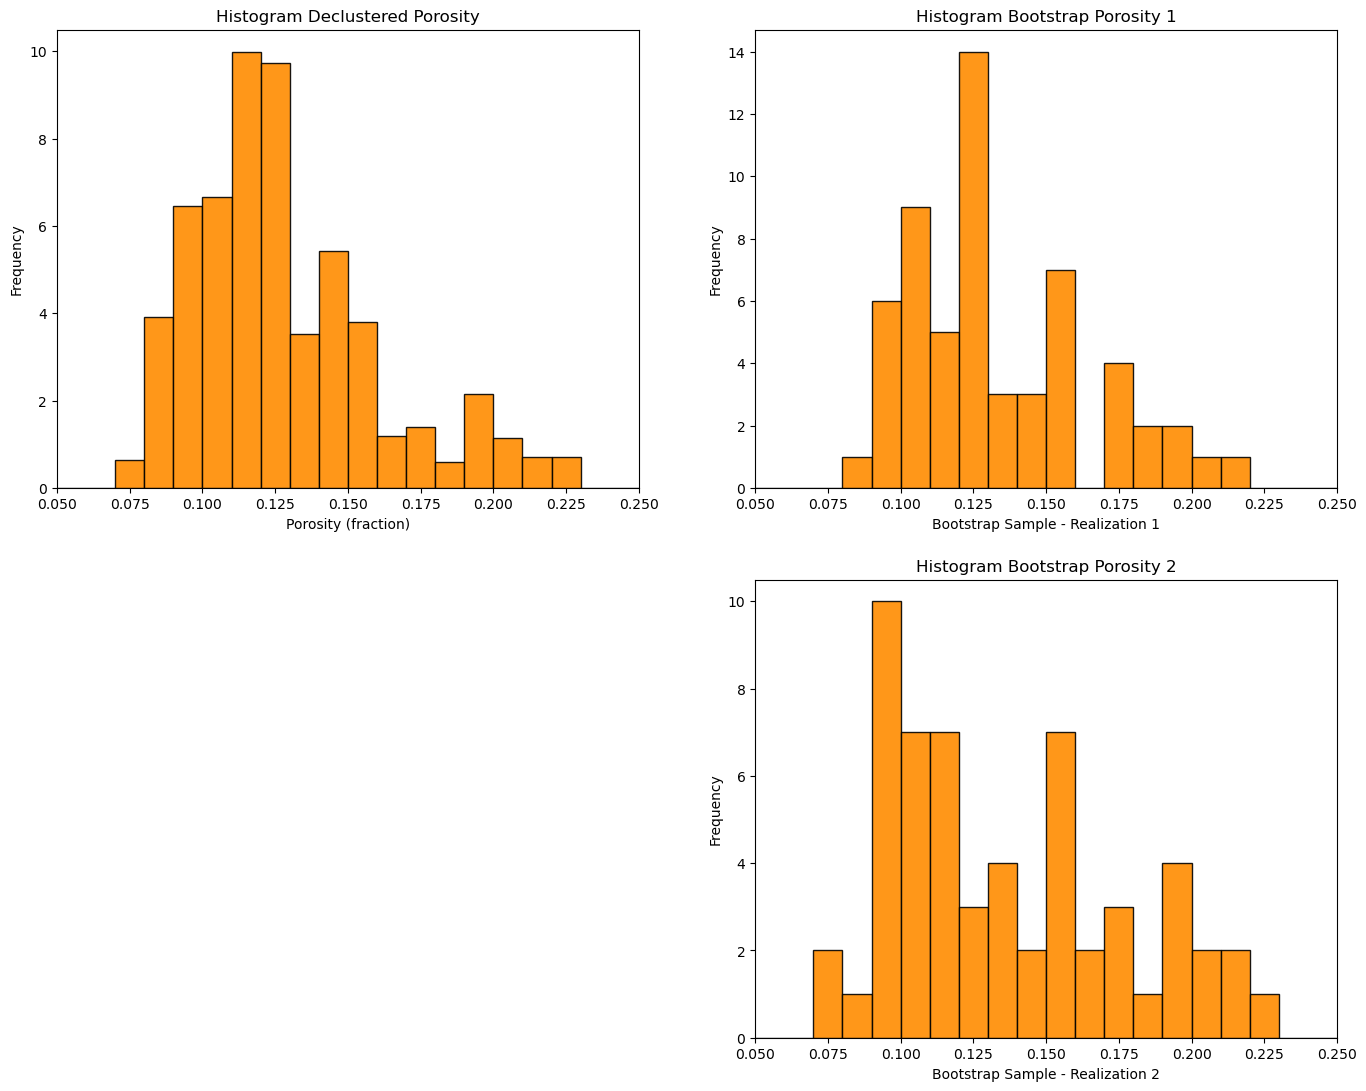 Histogram Declustered Porosity
10
8
6
4
2
0
Frequency
0.050 0.075 0.100 0.125 0.150 0.175 0.200 0.225 0.250
Porosity (fraction)
Histogram Bootstrap Porosity 1
14
12
10
8
6
4
2
0
Frequency
0.050 0.075 0.100 0.125 0.150 0.175 0.200 0.225 0.250
Bootstrap Sample - Realization 1
Histogram Bootstrap Porosity 2
10
8
6
4
2
0
Frequency
0.050 0.075 0.100 0.125 0.150 0.175 0.200 0.225 0.250
Bootstrap Sample - Realization 2